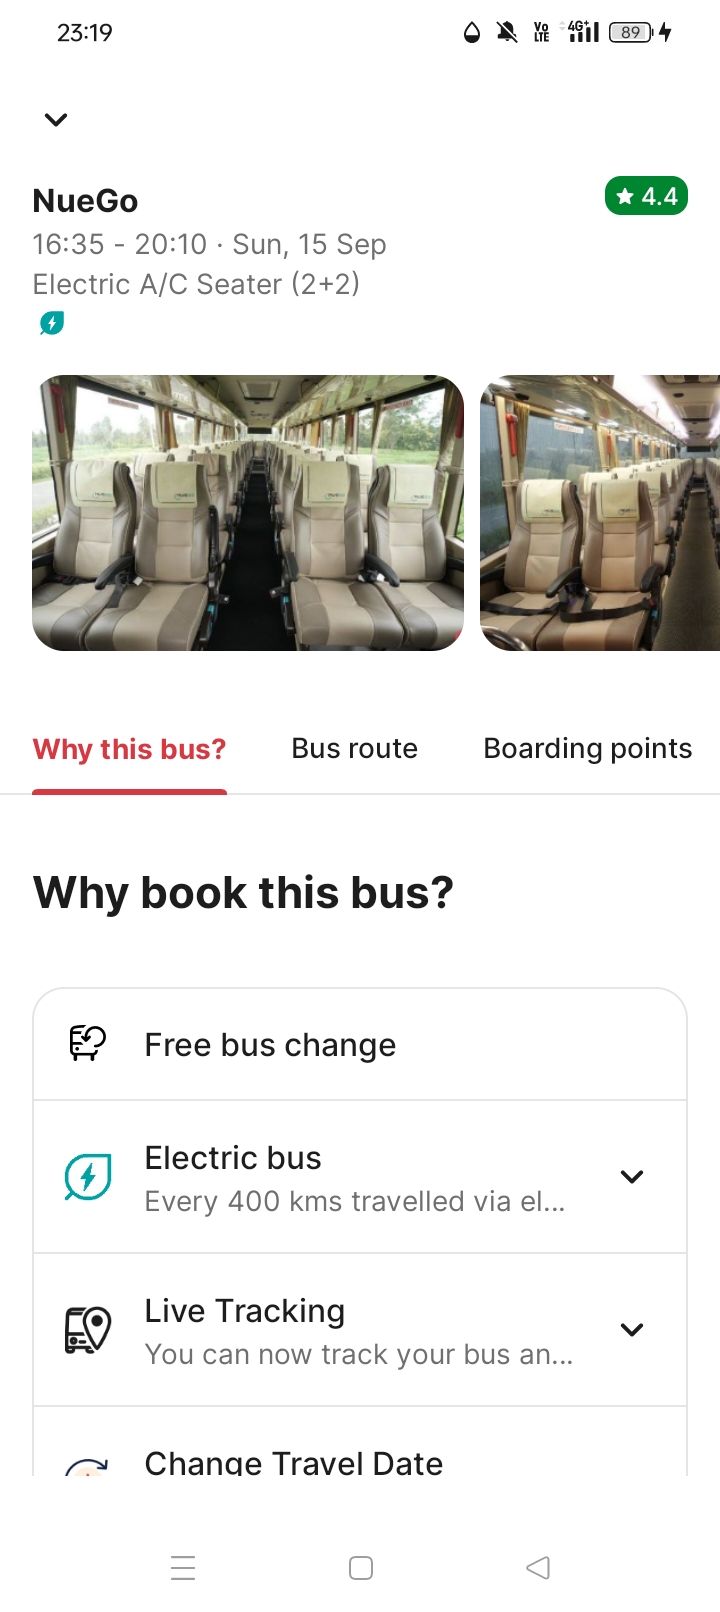 23:19
Vo LTE
4G+
89
NueGo
4.4
16:35 - 20:10 · Sun, 15 Sep
Electric A/C Seater (2+2)
Why this bus?
Bus route
Boarding points
Why book this bus?
Free bus change
Electric bus
Every 400 kms travelled via el...
Live Tracking
You can now track your bus an...
Change Travel Date